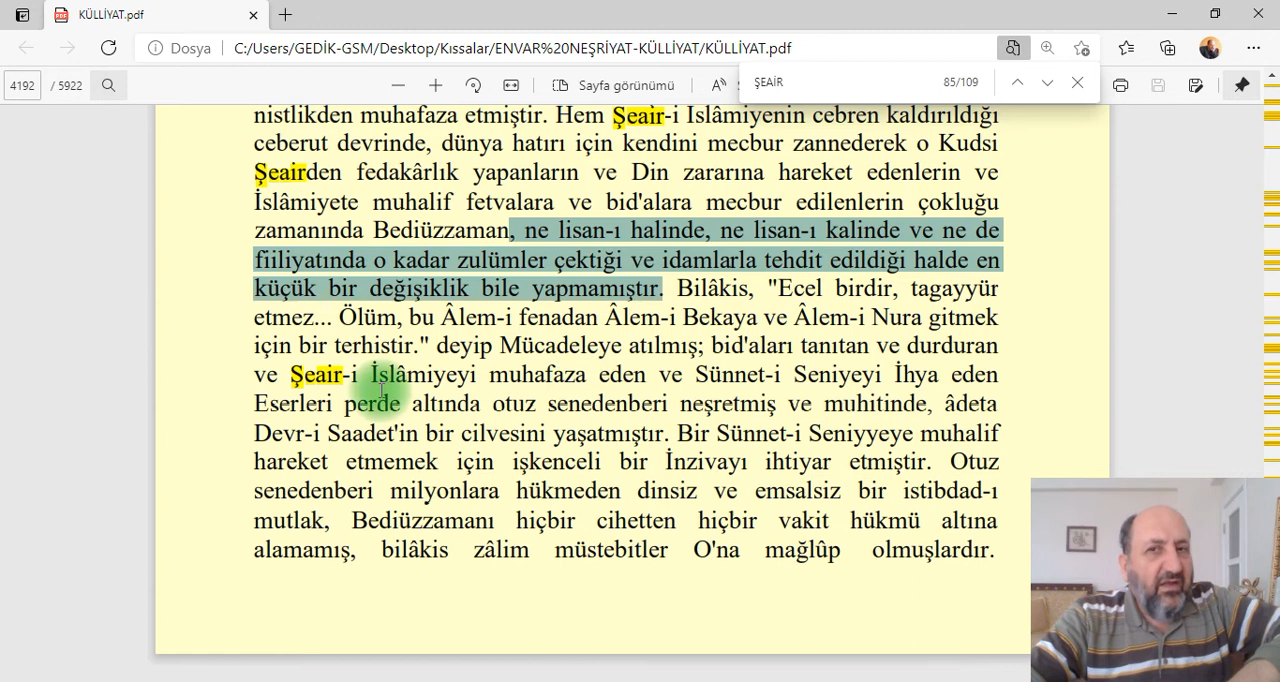 KÜLLİYAT.pdf
Dosya
C:/Users/GEDİK-GSM/Desktop/Kıssalar/ENVAR%20NEŞRİYAT-KÜLLİYAT/KÜLLİYAT.pdf
4192 / 5922
Sayfa görünümü
ŞEAİR
85/109
nistlikden muhafaza etmiştir. Hem Şeair-i Islâmiyenin cebren kaldırıldığı
ceberut devrinde, dünya hatırı için kendini mecbur zannederek o Kudsi
Şeairden fedakârlık yapanların ve Din zararına hareket edenlerin ve
İslâmiyete muhalif fetvalara ve bid'alara mecbur edilenlerin çokluğu
zamanında Bediüzzaman, ne lisan-ı halinde, ne lisan-ı kalinde ve ne de
fiiliyatında o kadar zulümler çektiği ve idamlarla tehdit edildiği halde en
küçük bir değişiklik bile yapmamıştır. Bilâkis, "Ecel birdir, tagayyür
etmez... Ölüm, bu Âlem-i fenadan Âlem-i Bekaya ve Âlem-i Nura gitmek
için bir terhistir." deyip Mücadeleye atılmış; bid'aları tanıtan ve durduran
ve Şeair-i İslâmiyeyi muhafaza eden ve Sünnet-i Seniyeyi İhya eden
Eserleri perde altında otuz senedenberi neşretmiş ve muhitinde, âdeta
Devr-i Saadet'in bir cilvesini yaşatmıştır. Bir Sünnet-i Seniyyeye muhalif
hareket etmemek için işkenceli bir İnzivayı ihtiyar etmiştir. Otuz
senedenberi milyonlara hükmeden dinsiz ve emsalsiz bir istibdad-ı
mutlak, Bediüzzamanı hiçbir cihetten hiçbir vakit hükmü altına
alamamış, bilâkis zâlim müstebitler O'na mağlûp olmuşlardır.